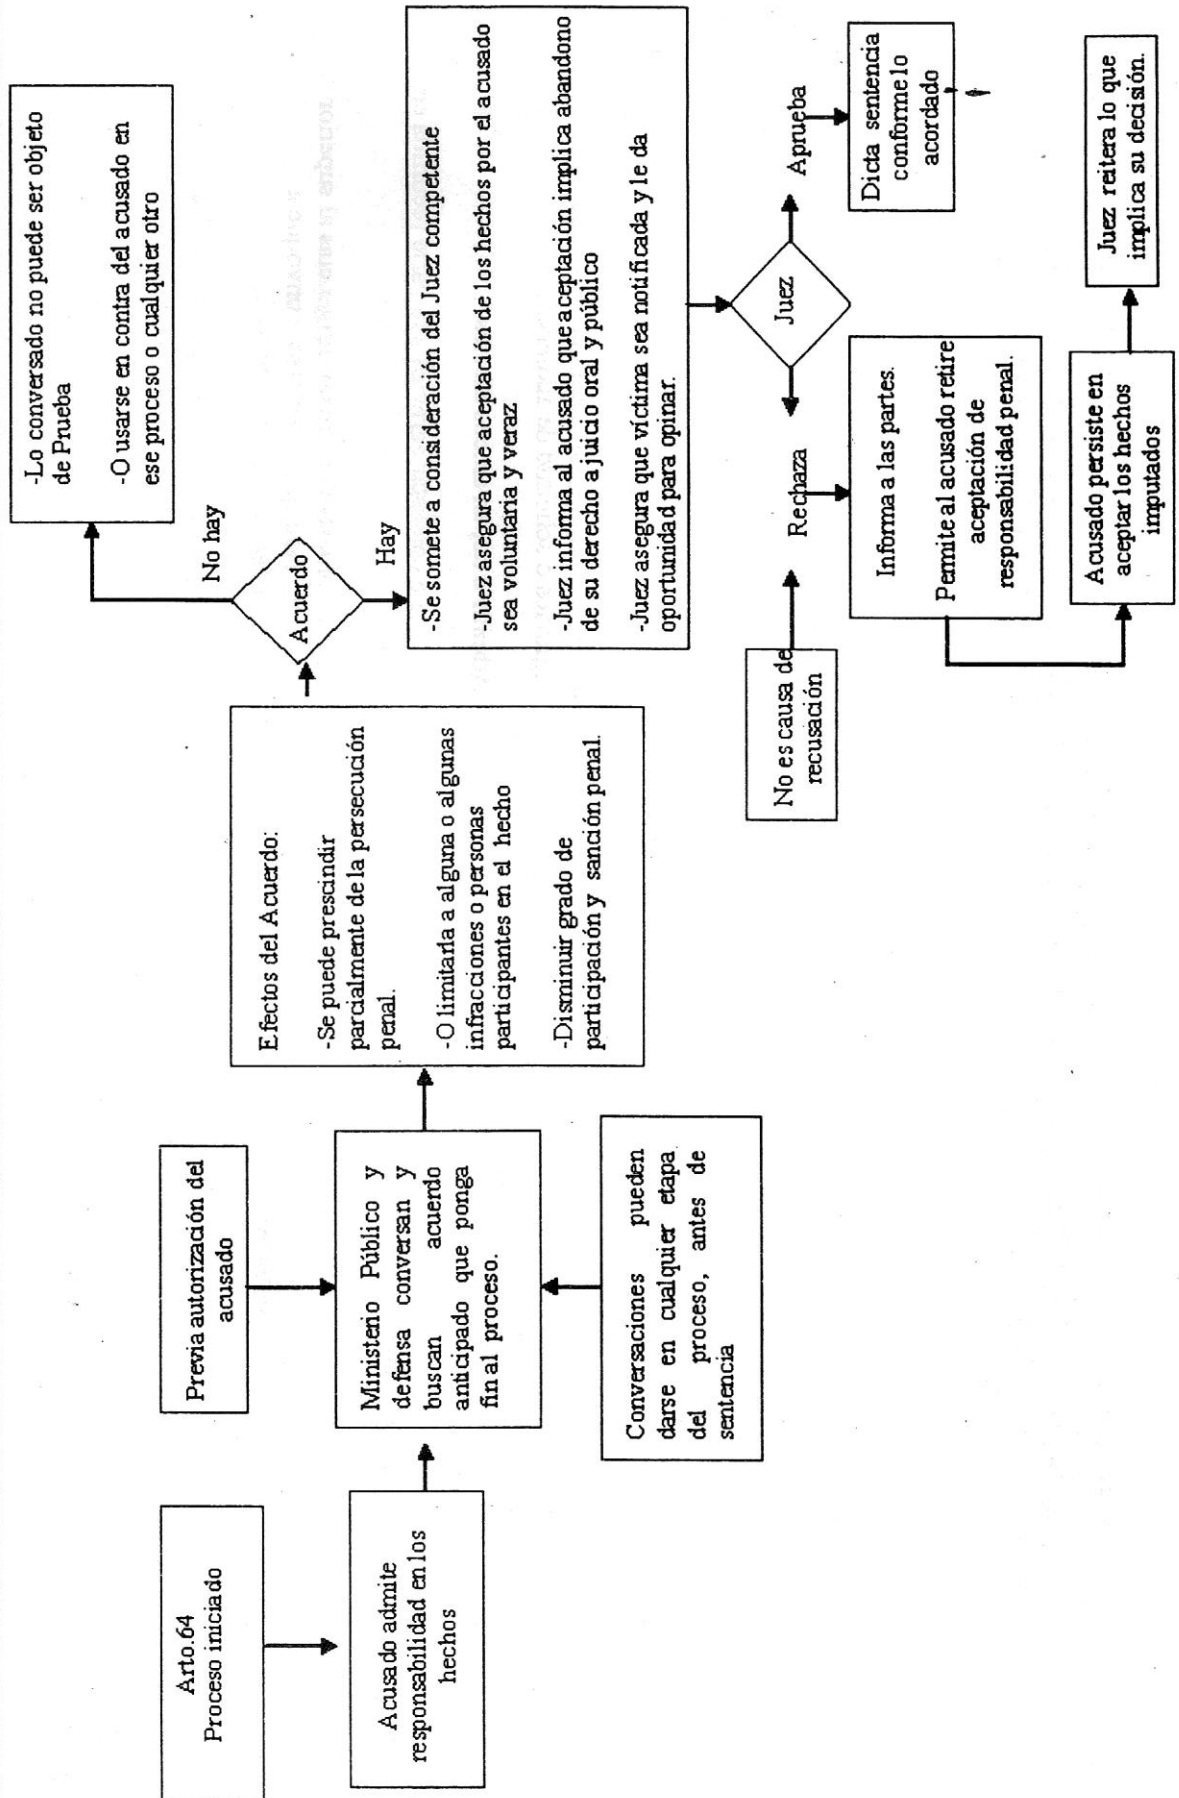 Arto.64
Proceso iniciado
Acusado admite
responsabilidad en los
hechos
Previa autorización del
acusado
Ministerio Público y
defensa conversan y
buscan acuerdo
anticipado que ponga
fin al proceso.
Conversaciones pueden
darse en cualquier etapa
del proceso, antes de
sentencia
Efectos del Acuerdo:
-Se puede prescindir
parcialmente de la persecución
penal.
-O limitarla a alguna o algunas
infracciones o personas
participantes en el hecho
-Disminuir grado de
participación y sanción penal.
Acuerdo
No hay
-Lo conversado no puede ser objeto
de Prueba
-O usarse en contra del acusado en
ese proceso o cualquier otro
Hay
-Se somete a consideración del Juez competente
-Juez asegura que aceptación de los hechos por el acusado
sea voluntaria y veraz
-Juez informa al acusado que aceptación implica abandono
de su derecho a juicio oral y público
-Juez asegura que víctima sea notificada y le da
oportunidad para opinar.
Juez
Aprueba
Dicta sentencia
conforme lo
acordado
Rechaza
No es causa de
recusación
Informa a las partes.
Permite al acusado retire
aceptación de
responsabilidad penal.
Acusado persiste en
aceptar los hechos
imputados
Juez reitera lo que
implica su decisión.